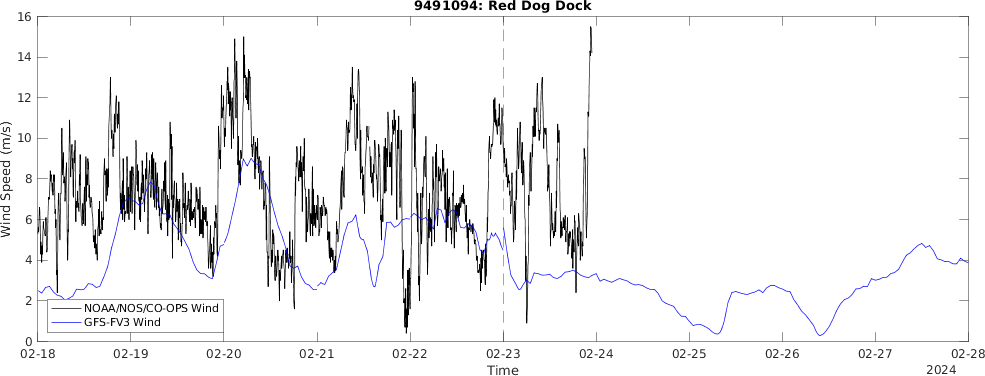 9491094: Red Dog Dock
16
14
12
10
8
6
4
2
0
Wind Speed (m/s)
NOAA/NOS/CO-OPS Wind
GFS-FV3 Wind
02-18 02-19 02-20 02-21 02-22 02-23 02-24 02-25 02-26 02-27 02-28
Time
2024